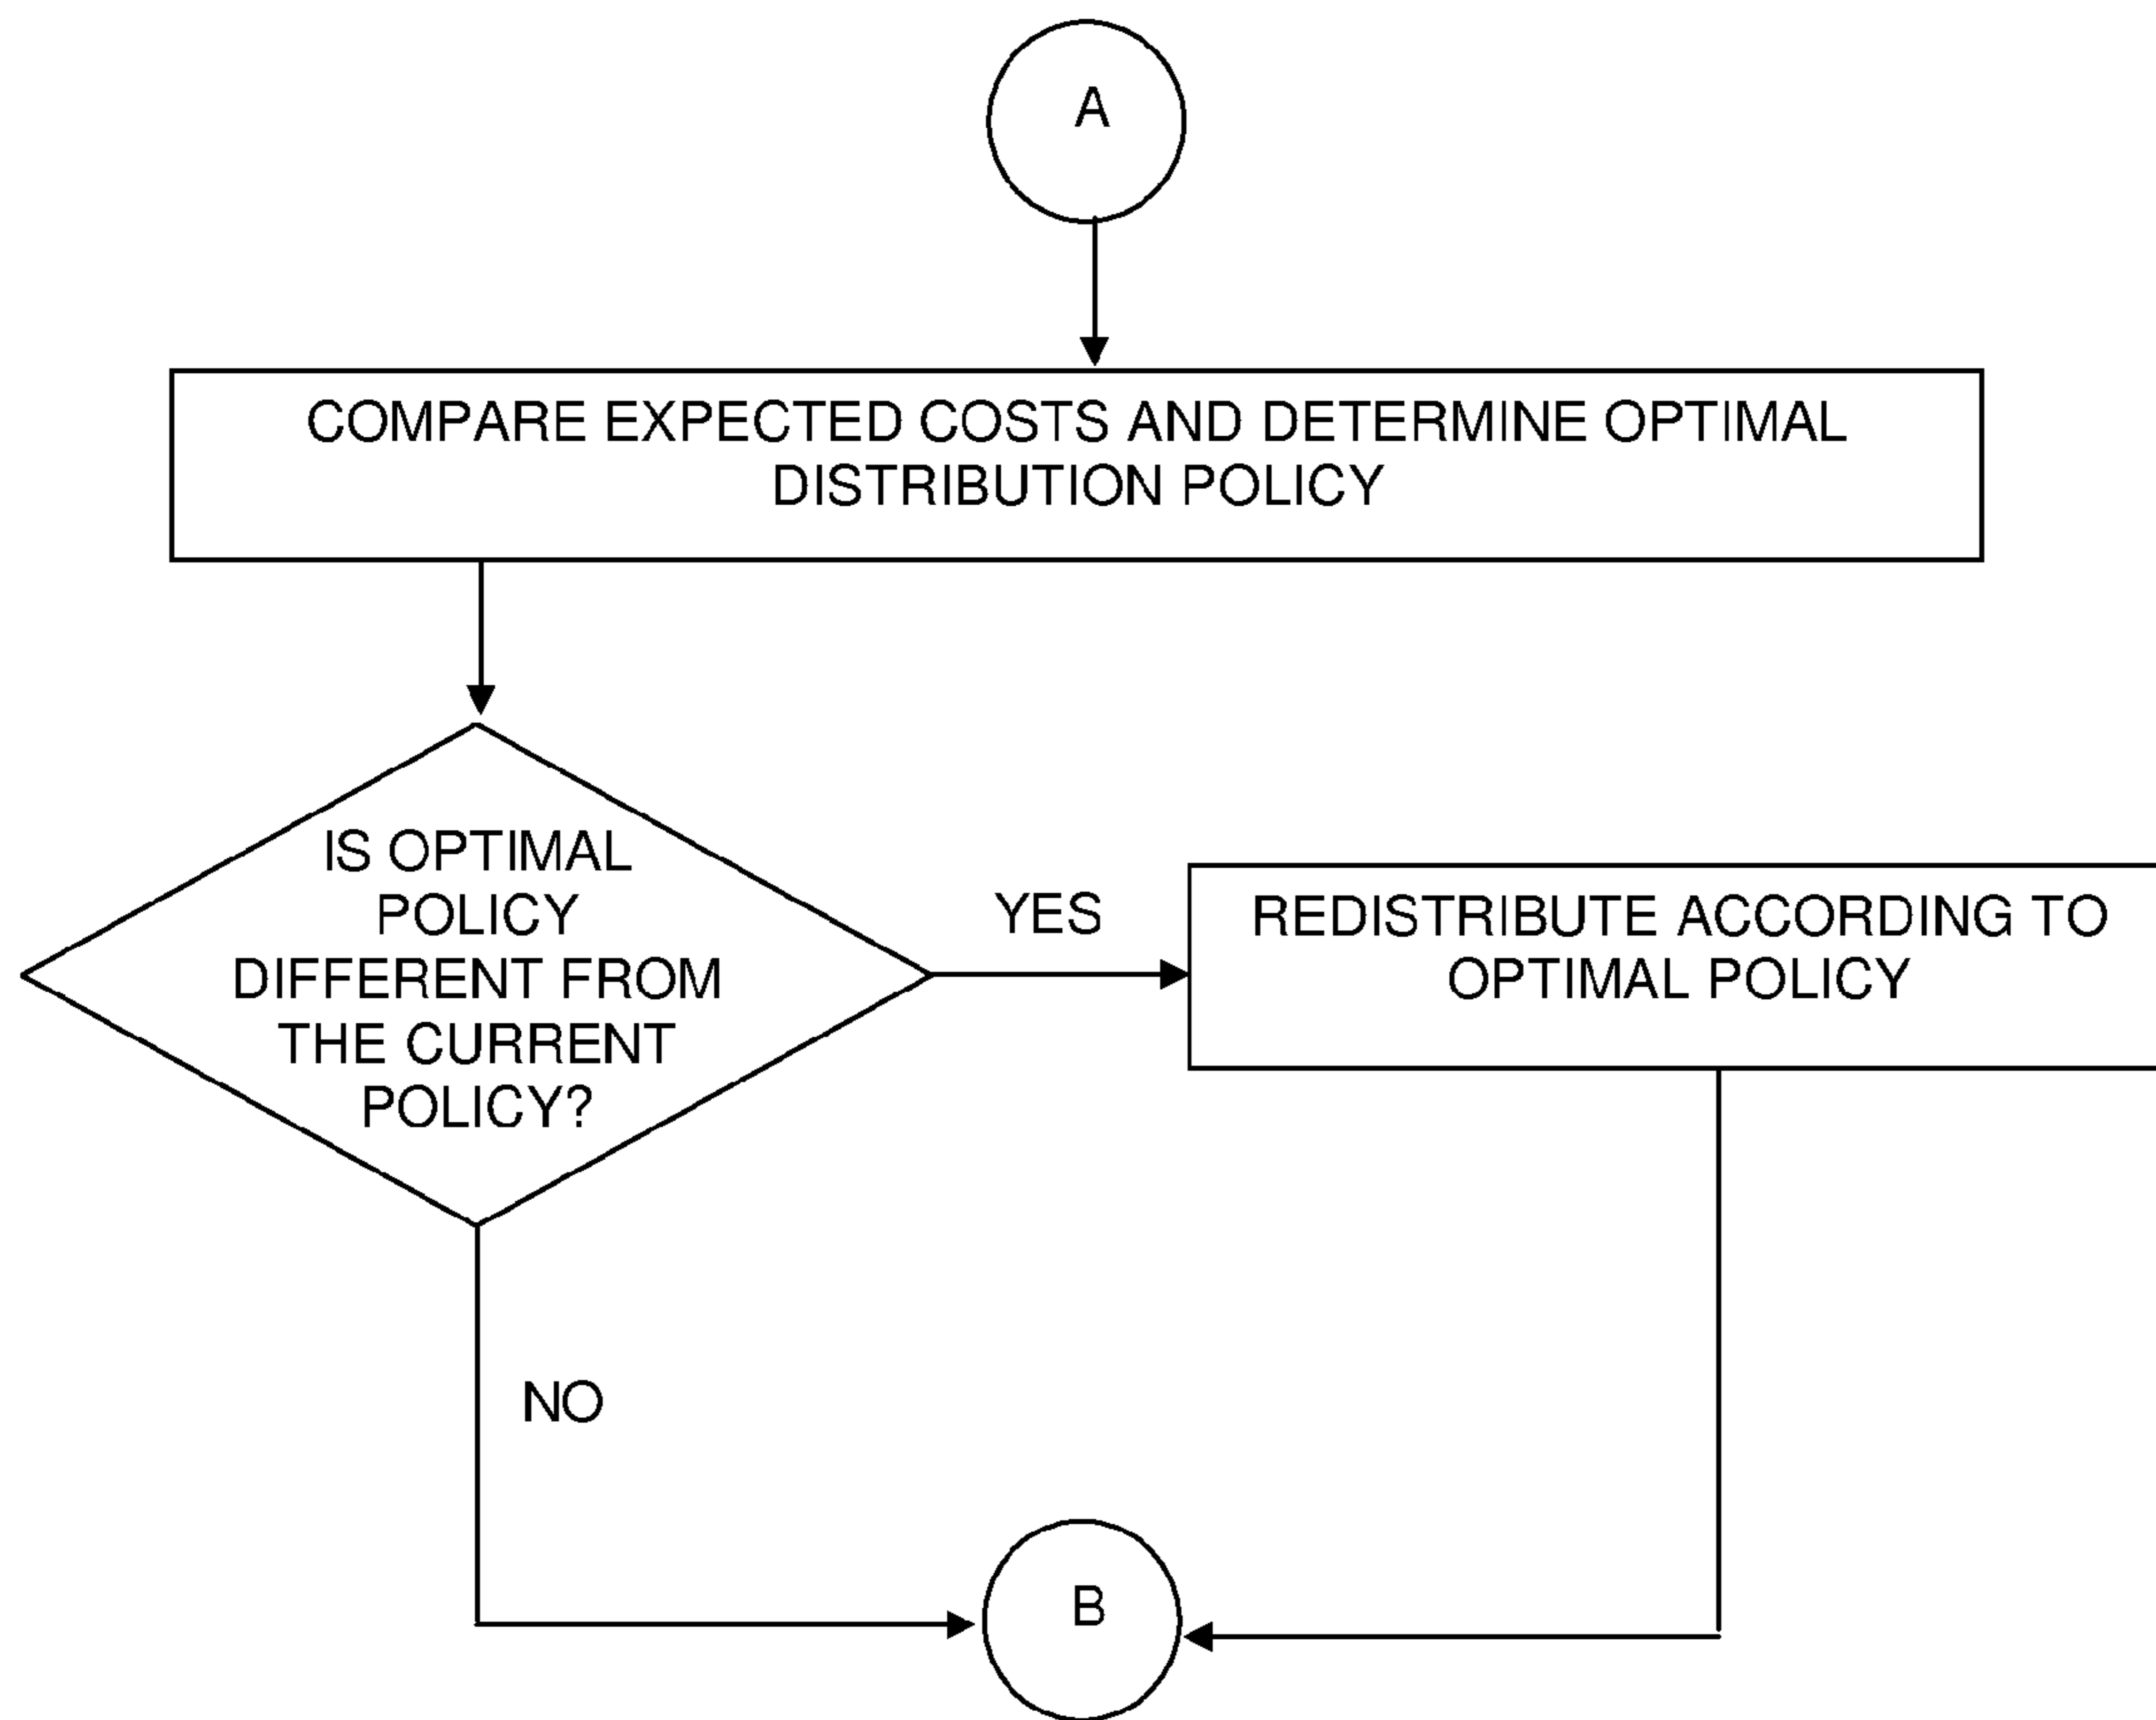 A
COMPARE EXPECTED COSTS AND DETERMINE OPTIMAL
DISTRIBUTION POLICY
IS OPTIMAL
POLICY
DIFFERENT FROM
THE CURRENT
POLICY?
YES
REDISTRIBUTE ACCORDING TO
OPTIMAL POLICY
NO
B